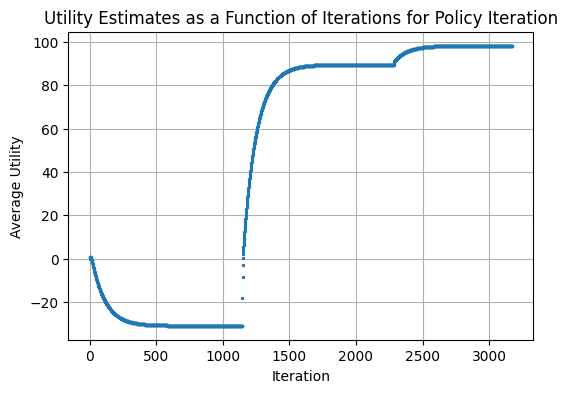 Utility Estimates as a Function of Iterations for Policy Iteration
100
80
60
40
20
0
−20
Average Utility
0 500 1000 1500 2000 2500 3000
Iteration